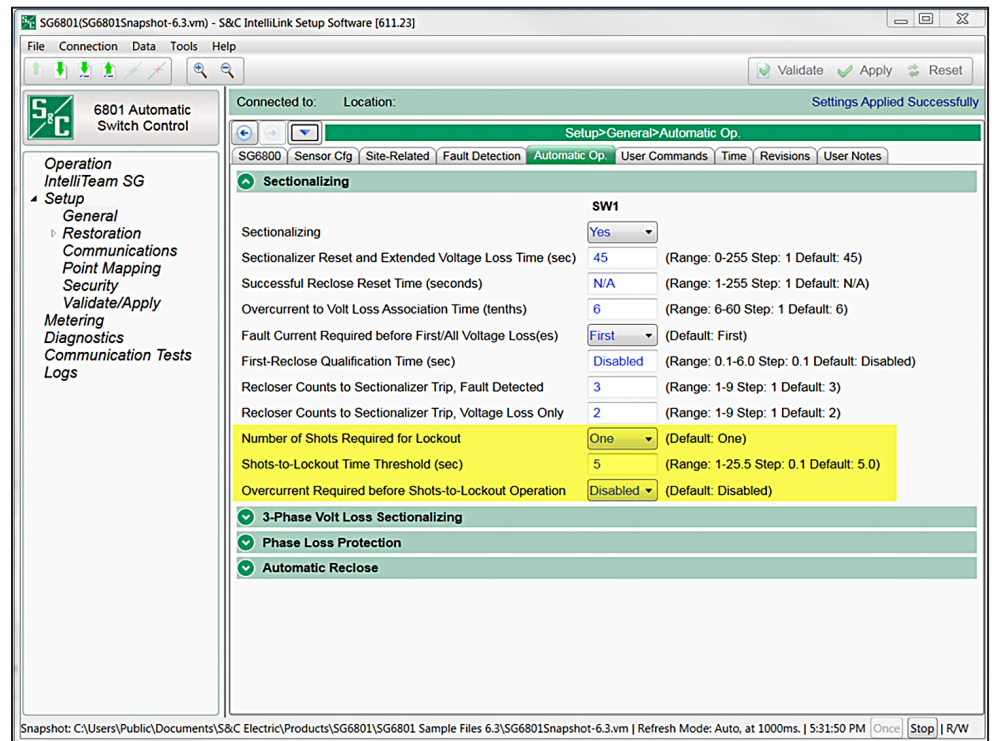 SG6801(SG6801Snapshot-6.3.vm) - S&C IntelliLink Setup Software [611.23]
File Connection Data Tools Help
Validate Apply Reset
S&C
6801 Automatic
Switch Control
Connected to: Location: Settings Applied Successfully
Setup>General>Automatic Op.
SG6800 Sensor Cfg Site-Related Fault Detection Automatic Op. User Commands Time Revisions User Notes
Operation
IntelliTeam SG
Setup
General
Restoration
Communications
Point Mapping
Security
Validate/Apply
Metering
Diagnostics
Communication Tests
Logs
Sectionalizing
SW1
Sectionalizing Yes
Sectionalizer Reset and Extended Voltage Loss Time (sec) 45 (Range: 0-255 Step: 1 Default: 45)
Successful Reclose Reset Time (seconds) N/A (Range: 1-255 Step: 1 Default: N/A)
Overcurrent to Volt Loss Association Time (tenths) 6 (Range: 6-60 Step: 1 Default: 6)
Fault Current Required before First/All Voltage Loss(es) First (Default: First)
First-Reclose Qualification Time (sec) Disabled (Range: 0.1-6.0 Step: 0.1 Default: Disabled)
Recloser Counts to Sectionalizer Trip, Fault Detected 3 (Range: 1-9 Step: 1 Default: 3)
Recloser Counts to Sectionalizer Trip, Voltage Loss Only 2 (Range: 1-9 Step: 1 Default: 2)
Number of Shots Required for Lockout One (Default: One)
Shots-to-Lockout Time Threshold (sec) 5 (Range: 1-25.5 Step: 0.1 Default: 5.0)
Overcurrent Required before Shots-to-Lockout Operation Disabled (Default: Disabled)
3-Phase Volt Loss Sectionalizing
Phase Loss Protection
Automatic Reclose
Snapshot: C:\Users\Public\Documents\S&C Electric\Products\SG6801\SG6801 Sample Files 6.3\SG6801Snapshot-6.3.vm | Refresh Mode: Auto, at 1000ms. | 5:31:50 PM Once Stop | R/W